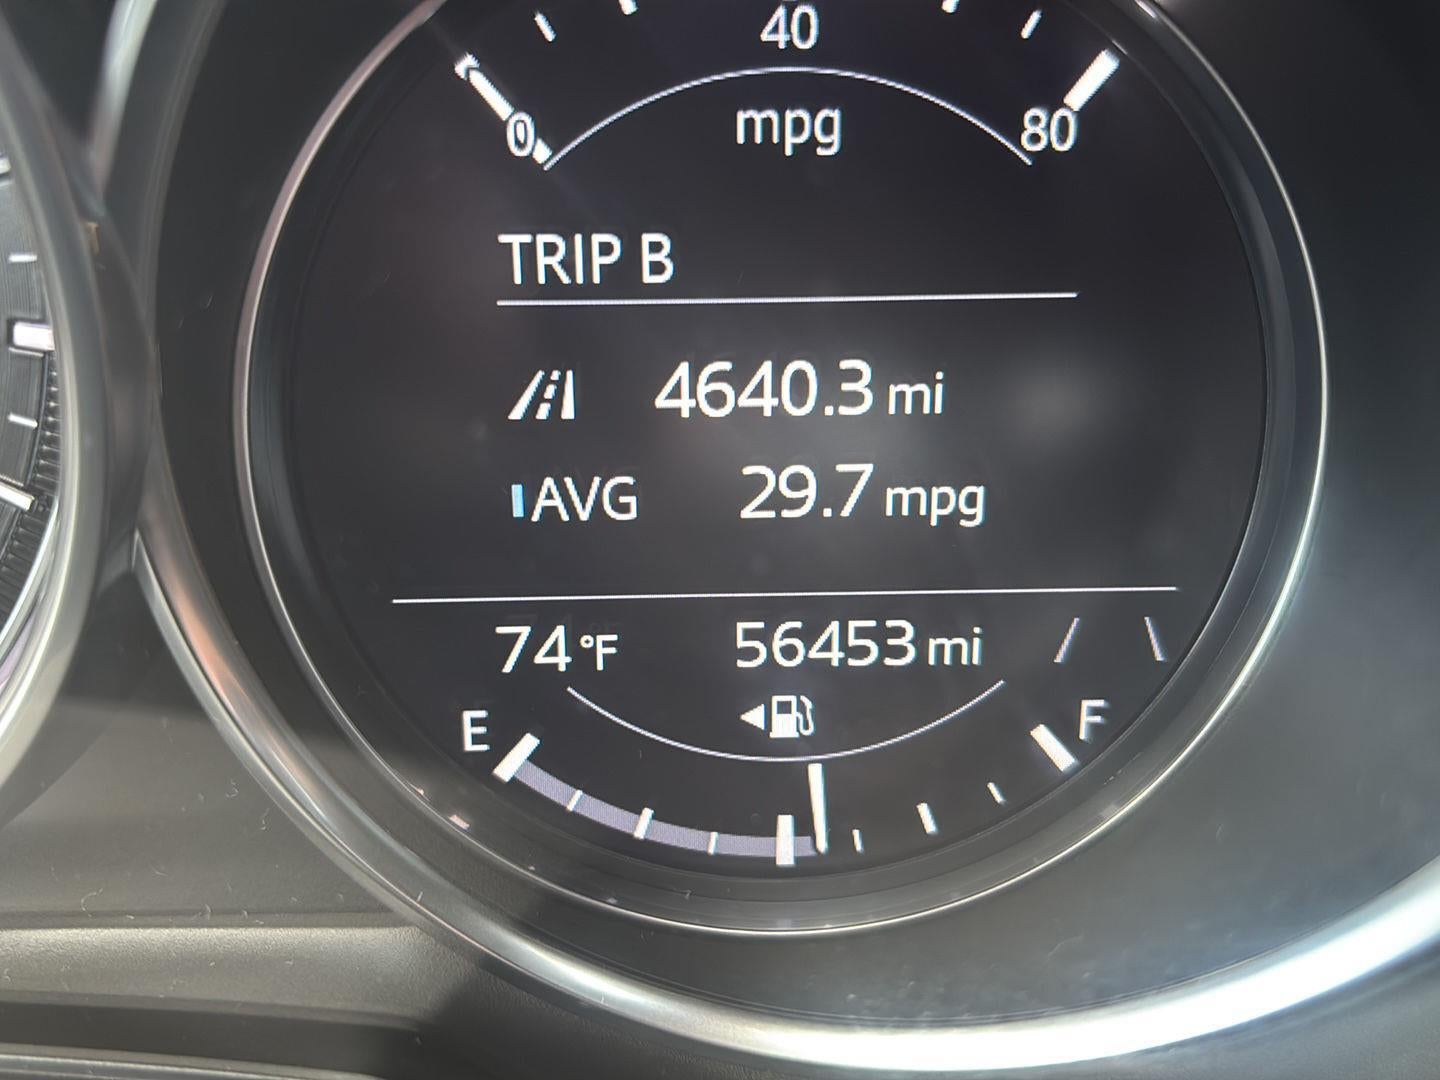 40
mpg
0 80
TRIP B
4640.3 mi
AVG 29.7 mpg
74 °F 56453 mi
E F